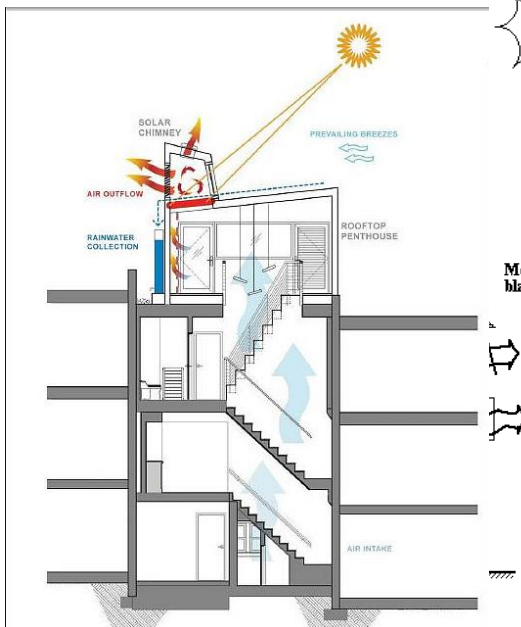 SOLAR
CHIMNEY
PREVAILING BREEZES
AIR OUTFLOW
RAINWATER
COLLECTION
ROOFTOP
PENTHOUSE
AIR INTAKE